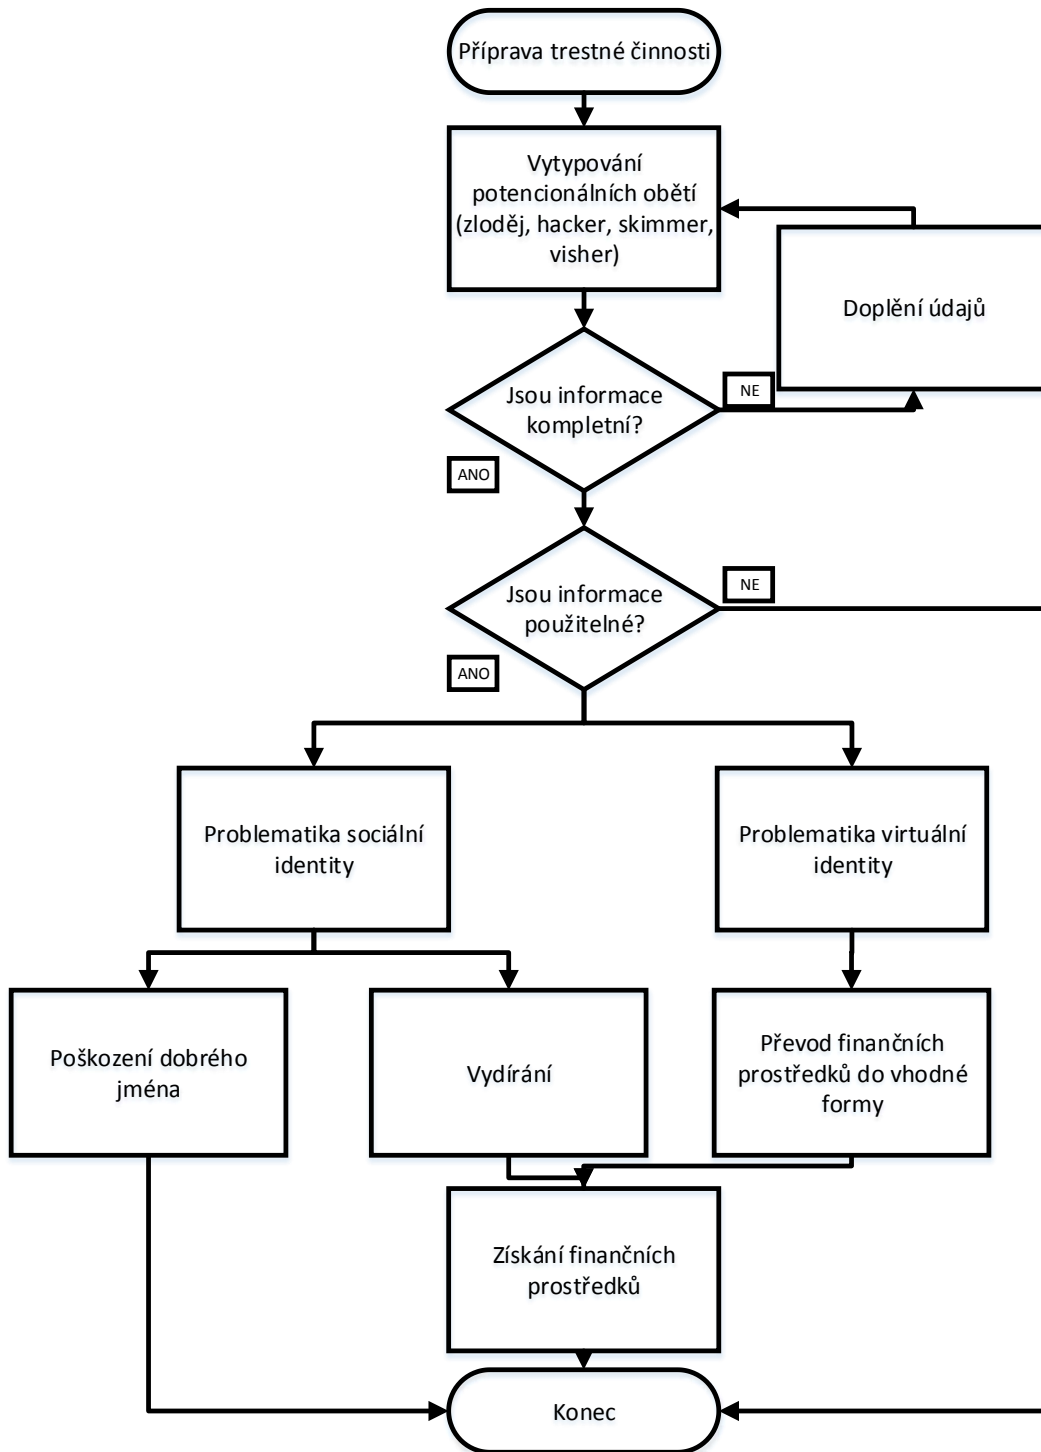 Příprava trestné činnosti
Vytypování
potencionálních obětí
(zloděj, hacker, skimmer,
visher)
Doplění údajů
Jsou informace
kompletní?
NE
ANO
Jsou informace
použitelné?
NE
ANO
Problematika sociální
identity
Problematika virtuální
identity
Poškození dobrého
jména
Vydírání
Převod finančních
prostředků do vhodné
formy
Získání finančních
prostředků
Konec